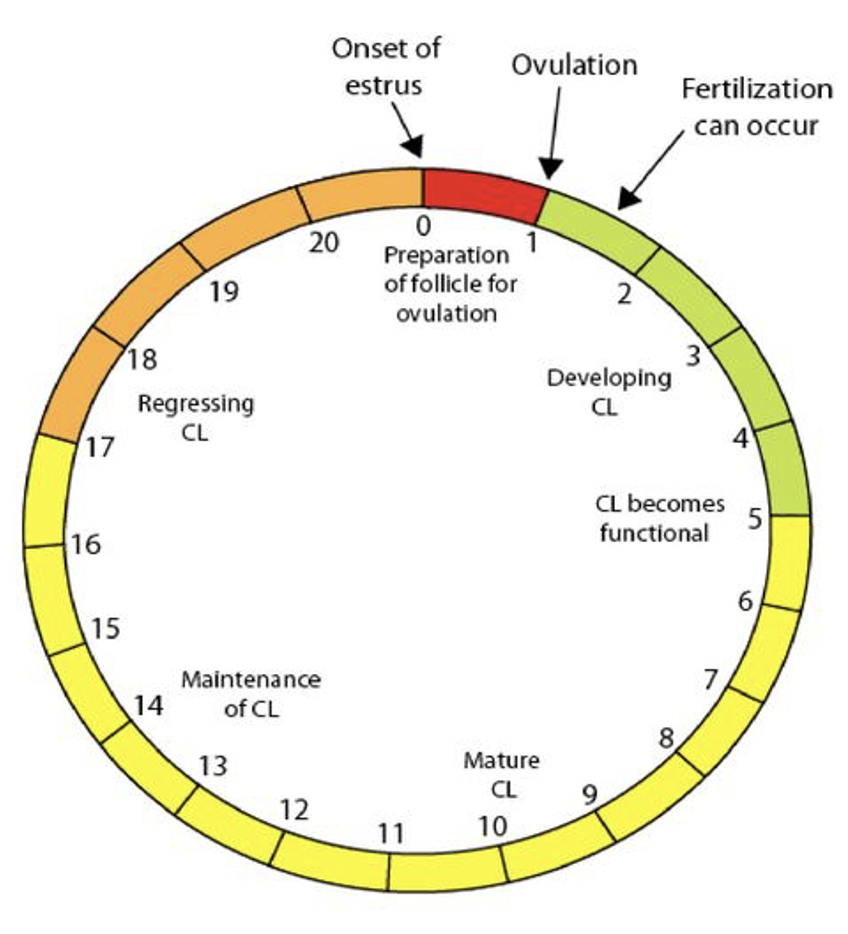 Onset of
estrus
Ovulation
Fertilization
can occur
0
1
2
3
4
5
6
7
8
9
10
11
12
13
14
15
16
17
18
19
20
Preparation
of follicle for
ovulation
Developing
CL
CL becomes
functional
Mature
CL
Maintenance
of CL
Regressing
CL